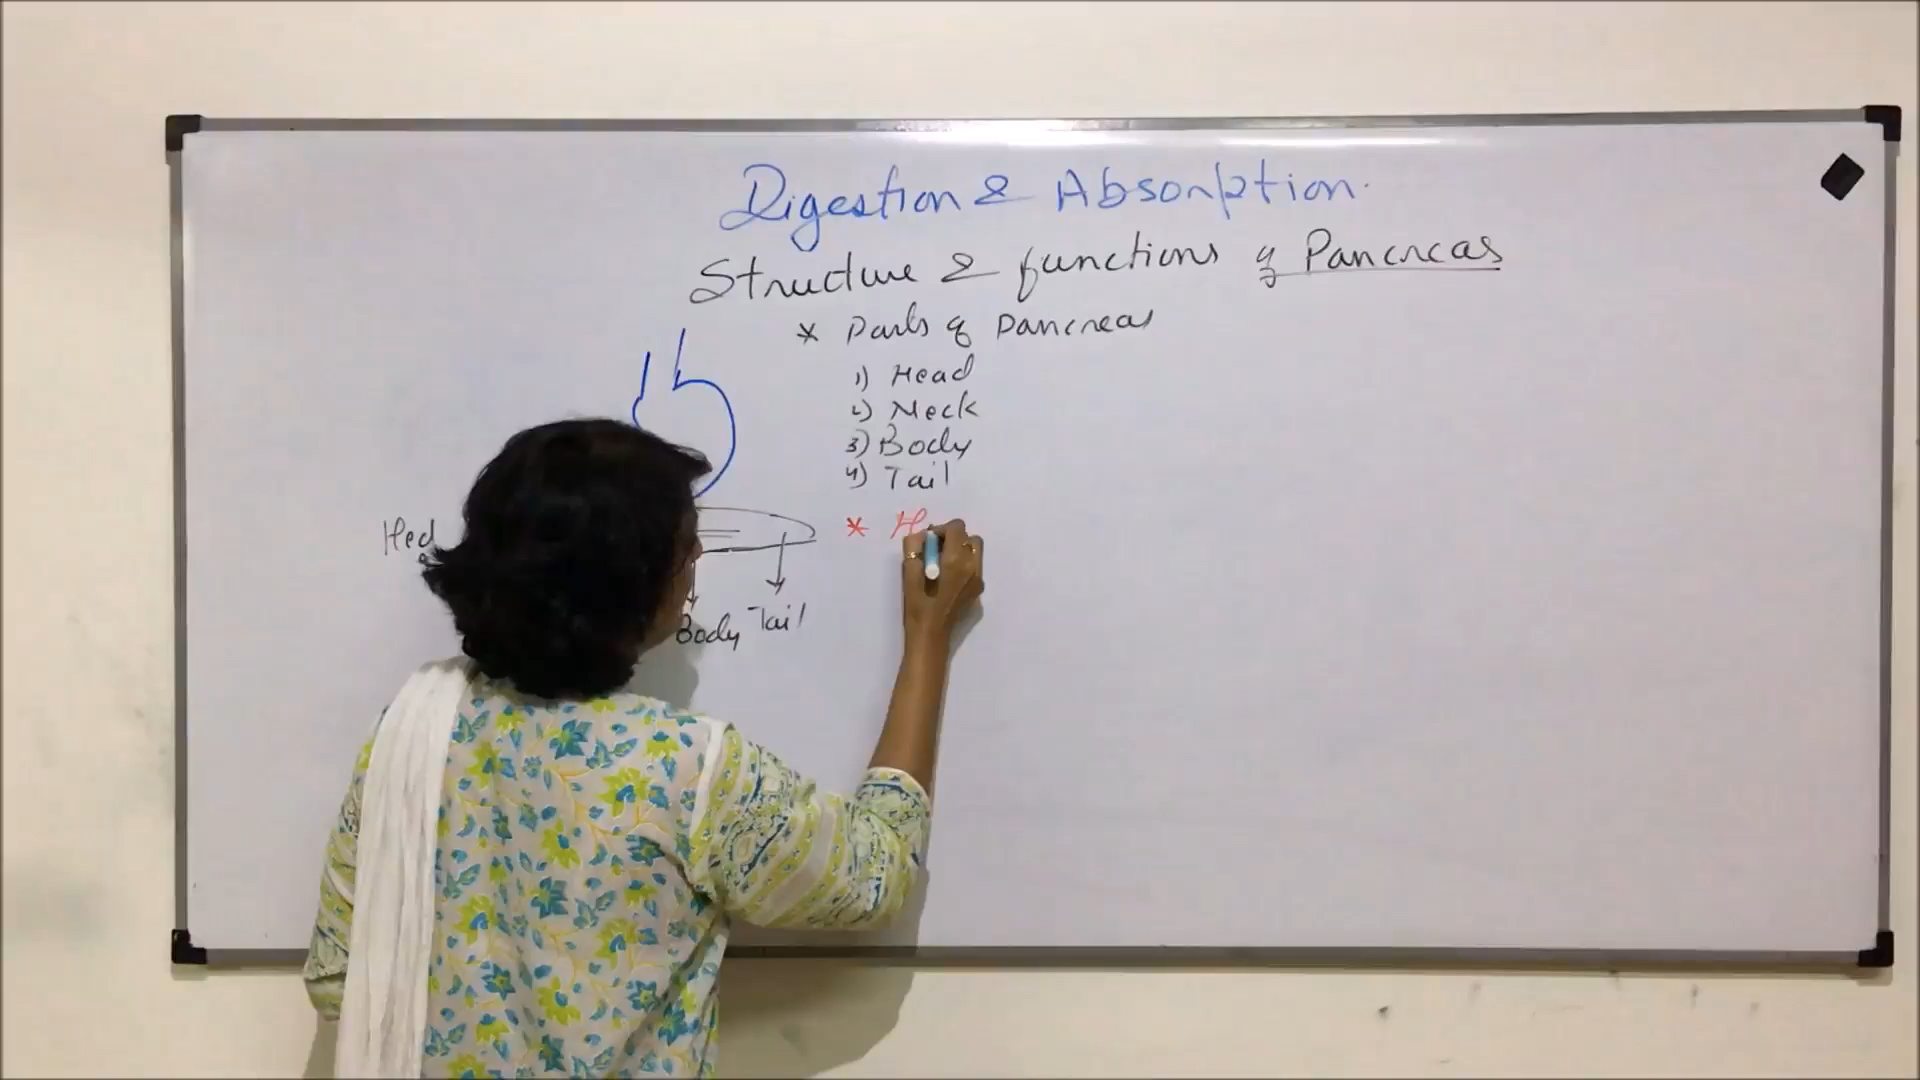 Digestion & Absorption.
Structure & functions of Pancreas
* Parts of Pancreas
1) Head
2) Neck
3) Body
4) Tail
* H
Hed
Body Tail